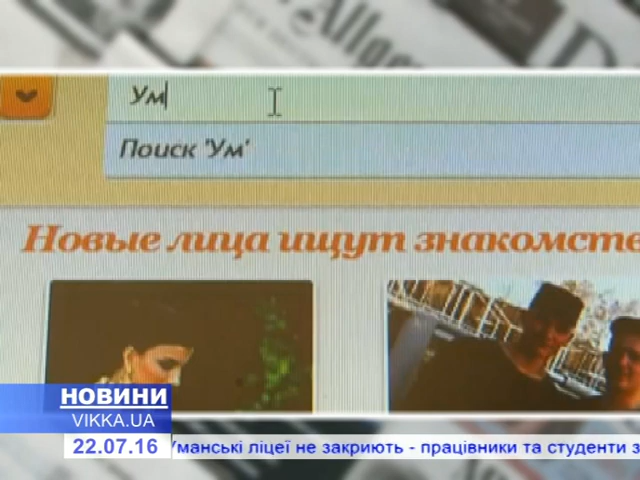 Ум
Поиск 'Ум'
Новые лица ищут знакомств
НОВИНИ
VIKKA.UA
22.07.16
Уманські ліцеї не закриють - працівники та студенти з